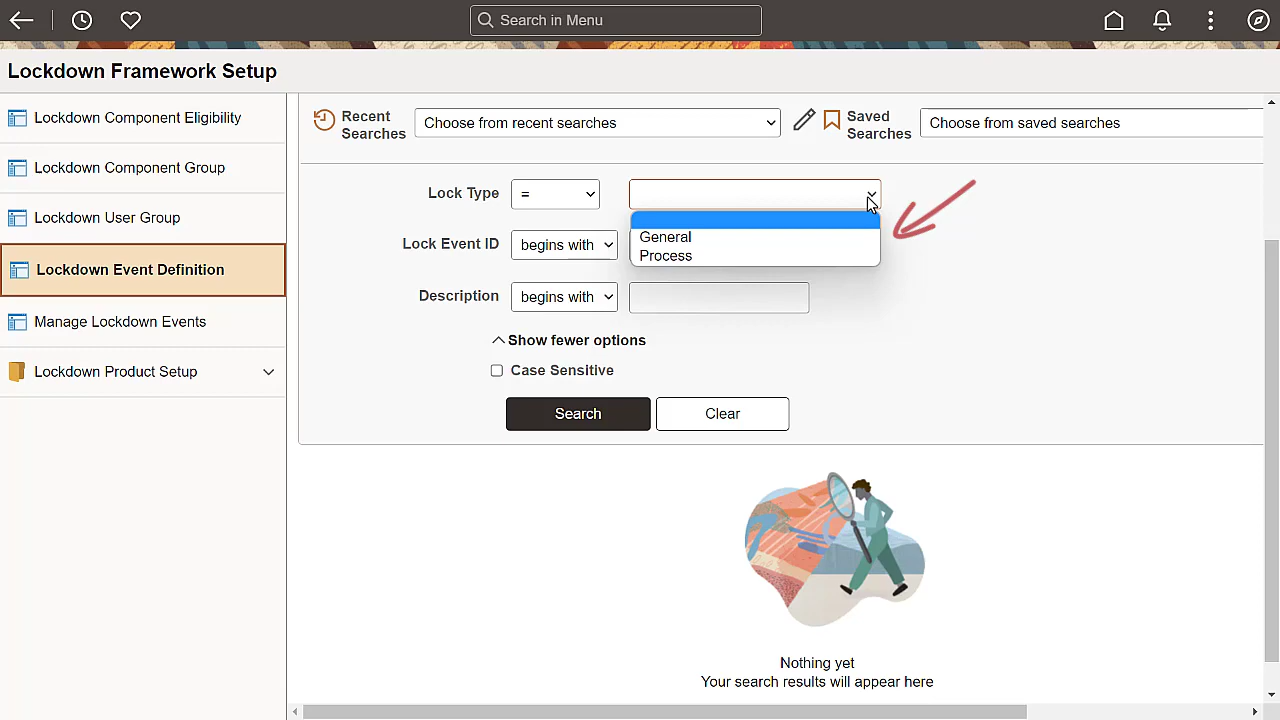 Search in Menu
Lockdown Framework Setup
Lockdown Component Eligibility
Lockdown Component Group
Lockdown User Group
Lockdown Event Definition
Manage Lockdown Events
Lockdown Product Setup
Recent
Searches
Choose from recent searches
Saved
Searches
Choose from saved searches
Lock Type
=
General
Process
Lock Event ID
begins with
Description
begins with
Show fewer options
Case Sensitive
Search
Clear
Nothing yet
Your search results will appear here